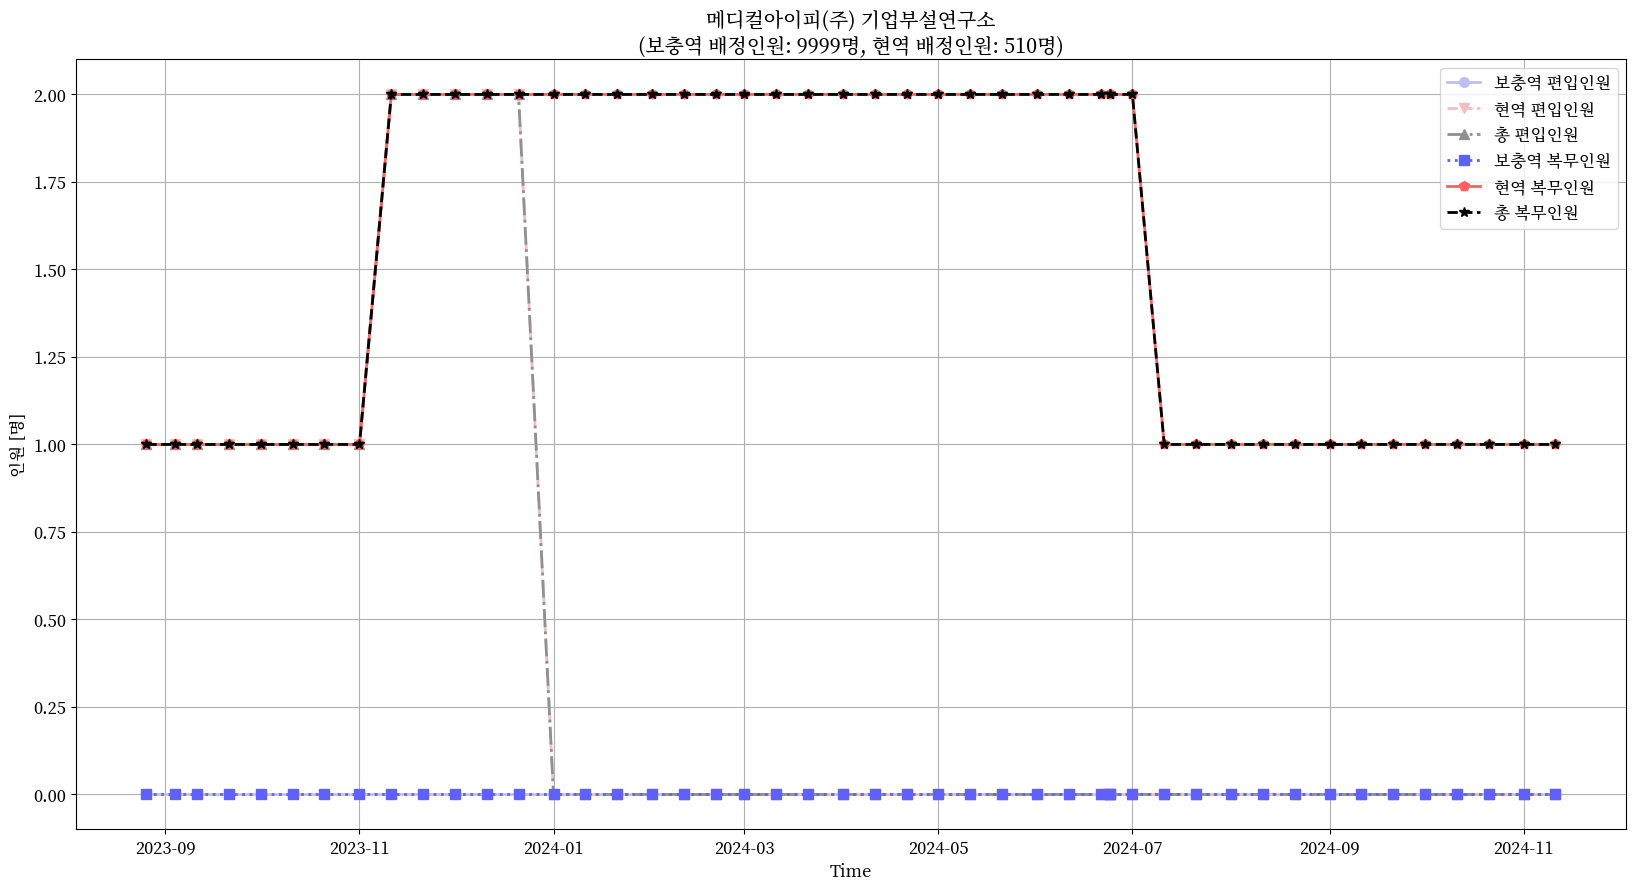 메디컬아이피(주) 기업부설연구소
(보충역 배정인원: 9999명, 현역 배정인원: 510명)
보충역 편입인원
현역 편입인원
총 편입인원
보충역 복무인원
현역 복무인원
총 복무인원
인원 [명]
2.00
1.75
1.50
1.25
1.00
0.75
0.50
0.25
0.00
2023-09
2023-11
2024-01
2024-03
2024-05
2024-07
2024-09
2024-11
Time